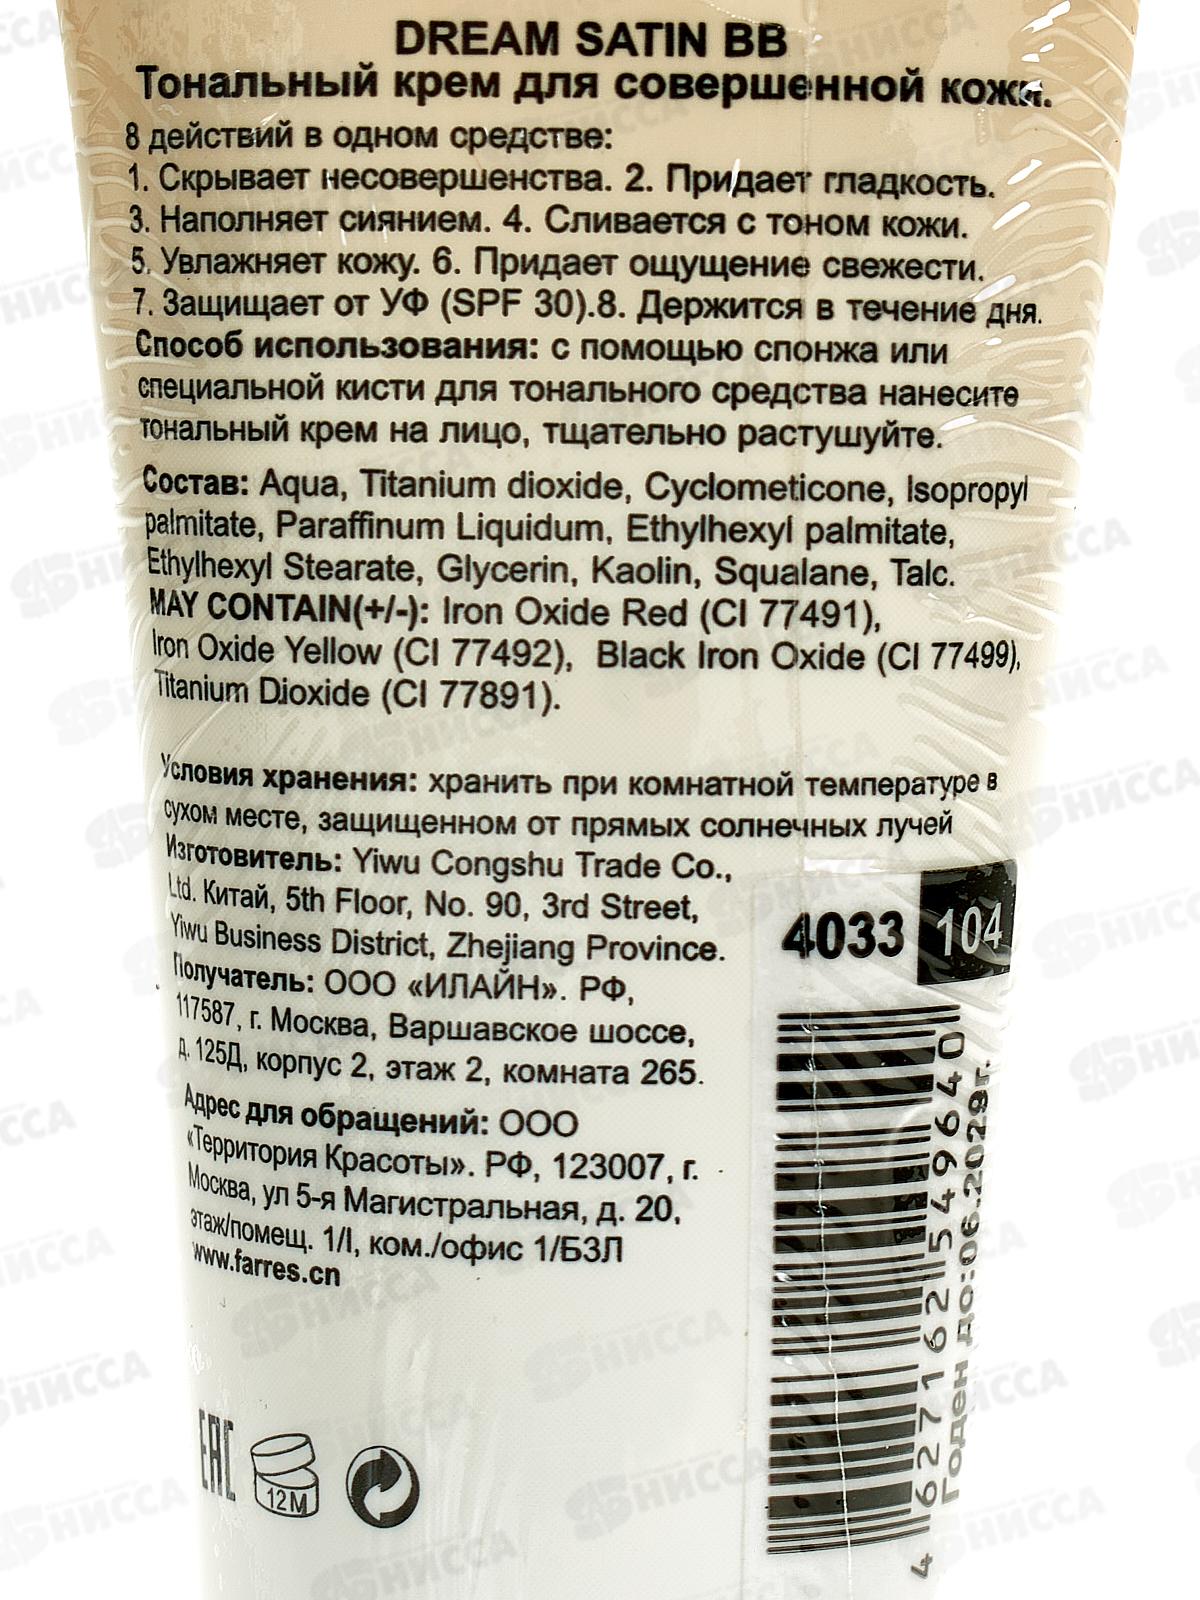 DREAM SATIN BB
Тональный крем для совершенной кожи.
8 действий в одном средстве:
1. Скрывает несовершенства. 2. Придает гладкость.
3. Наполняет сиянием. 4. Сливается с тоном кожи.
5. Увлажняет кожу. 6. Придает ощущение свежести.
7. Защищает от УФ (SPF 30).8. Держится в течение дня.
Способ использования: с помощью спонжа или
специальной кисти для тонального средства нанесите
тональный крем на лицо, тщательно растушуйте.
Состав: Aqua, Titanium dioxide, Cyclometicone, Isopropyl
palmitate, Paraffinum Liquidum, Ethylhexyl palmitate,
Ethylhexyl Stearate, Glycerin, Kaolin, Squalane, Talc.
MAY CONTAIN(+/-): Iron Oxide Red (CI 77491),
Iron Oxide Yellow (CI 77492), Black Iron Oxide (CI 77499),
Titanium Dioxide (CI 77891).
Условия хранения: хранить при комнатной температуре в
сухом месте, защищенном от прямых солнечных лучей
Изготовитель: Yiwu Congshu Trade Co.,
Ltd. Китай, 5th Floor, No. 90, 3rd Street,
Yiwu Business District, Zhejiang Province.
Получатель: ООО «ИЛАЙН». РФ,
117587, г. Москва, Варшавское шоссе,
д. 125Д, корпус 2, этаж 2, комната 265.
Адрес для обращений: ООО
«Территория Красоты». РФ, 123007, г.
Москва, ул 5-я Магистральная, д. 20,
этаж/помещ. 1/I, ком./офис 1/Б3Л
www.farres.cn
4033 104
4 627162 549640
Годен до:06.2029г.
EAC
12M
НИССА